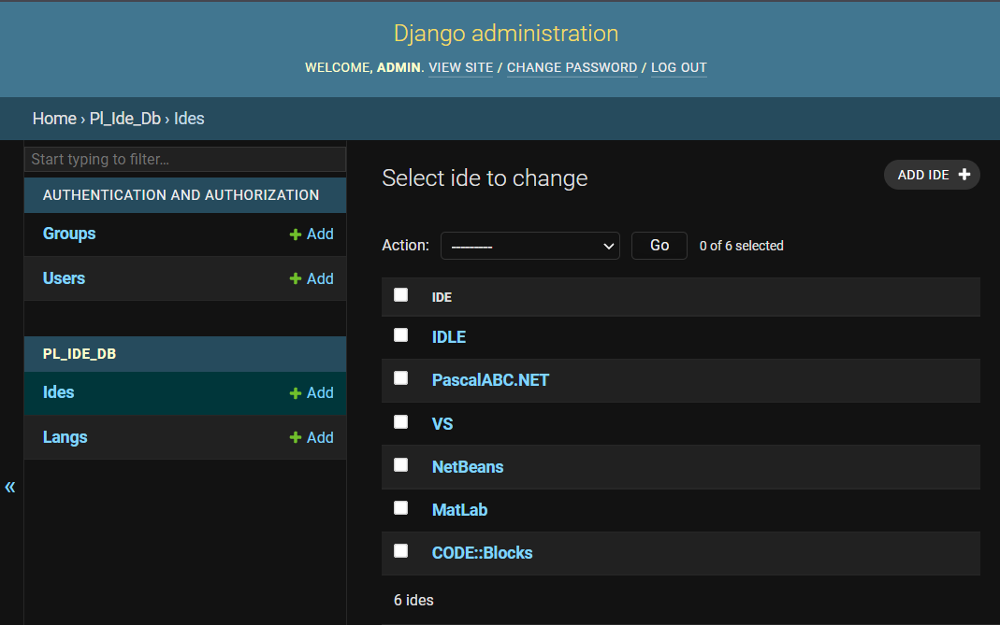 Django administration
WELCOME, ADMIN. VIEW SITE / CHANGE PASSWORD / LOG OUT
Home › Pl_Ide_Db › Ides
Start typing to filter...
AUTHENTICATION AND AUTHORIZATION
Groups + Add
Users + Add
PL_IDE_DB
Ides + Add
Langs + Add
«
Select ide to change
ADD IDE +
Action: --------- Go 0 of 6 selected
IDE
IDLE
PascalABC.NET
VS
NetBeans
MatLab
CODE::Blocks
6 ides